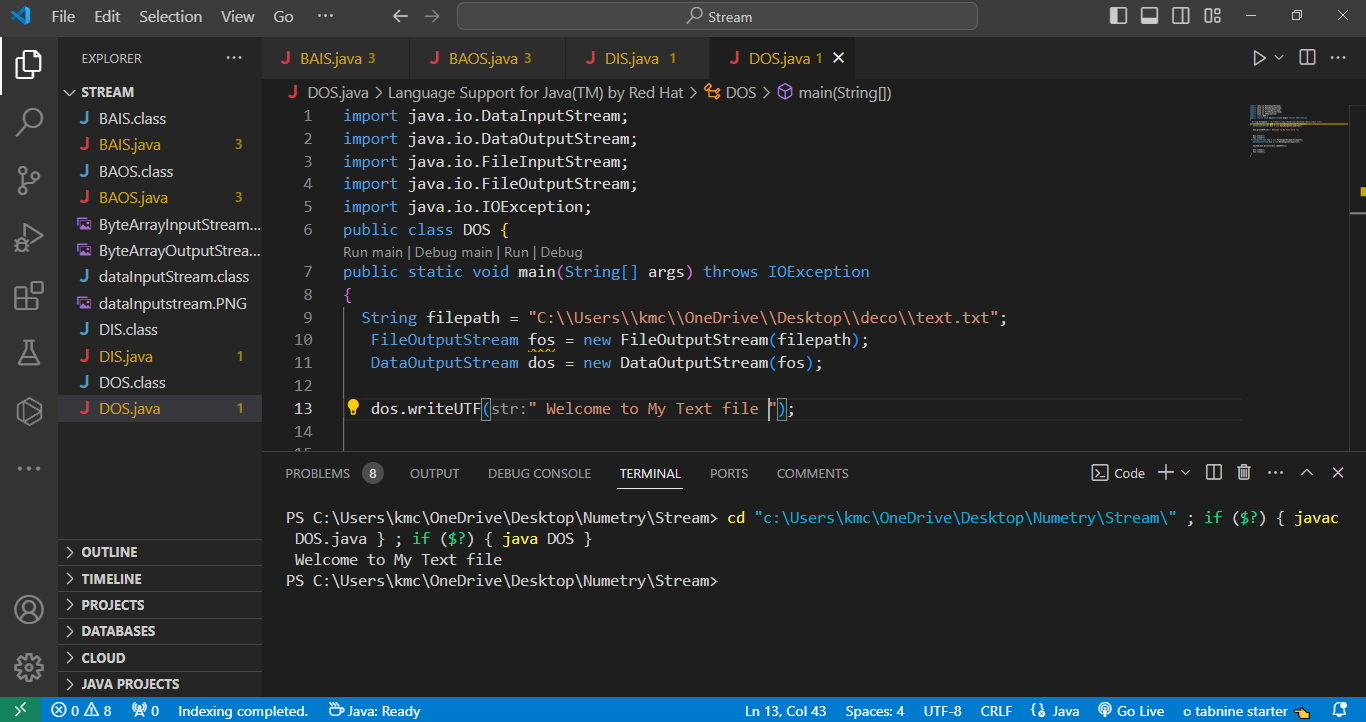 File Edit Selection View Go ··· Stream
EXPLORER ···
STREAM
BAIS.class
BAIS.java 3
BAOS.class
BAOS.java 3
ByteArrayInputStream...
ByteArrayOutputStrea...
dataInputStream.class
dataInputstream.PNG
DIS.class
DIS.java 1
DOS.class
DOS.java 1
OUTLINE
TIMELINE
PROJECTS
DATABASES
CLOUD
JAVA PROJECTS
BAIS.java 3 BAOS.java 3 DIS.java 1 DOS.java 1
DOS.java > Language Support for Java(TM) by Red Hat > DOS > main(String[])
1 import java.io.DataInputStream;
2 import java.io.DataOutputStream;
3 import java.io.FileInputStream;
4 import java.io.FileOutputStream;
5 import java.io.IOException;
6 public class DOS {
Run main | Debug main | Run | Debug
7 public static void main(String[] args) throws IOException
8 {
9 String filepath = "C:\\Users\\kmc\\OneDrive\\Desktop\\deco\\text.txt";
10 FileOutputStream fos = new FileOutputStream(filepath);
11 DataOutputStream dos = new DataOutputStream(fos);
12
13 dos.writeUTF(str:" Welcome to My Text file ");
14
PROBLEMS 8 OUTPUT DEBUG CONSOLE TERMINAL PORTS COMMENTS Code
PS C:\Users\kmc\OneDrive\Desktop\Numetry\Stream> cd "c:\Users\kmc\OneDrive\Desktop\Numetry\Stream\" ; if ($?) { javac
DOS.java } ; if ($?) { java DOS }
Welcome to My Text file
PS C:\Users\kmc\OneDrive\Desktop\Numetry\Stream>
0 8 0 Indexing completed. Java: Ready Ln 13, Col 43 Spaces: 4 UTF-8 CRLF Java Go Live tabnine starter